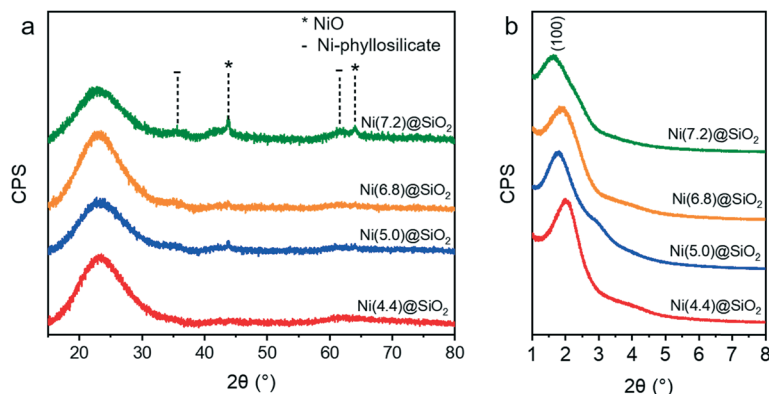 a
* NiO
- Ni-phyllosilicate
- * - *
Ni(7.2)@SiO₂
Ni(6.8)@SiO₂
Ni(5.0)@SiO₂
Ni(4.4)@SiO₂
CPS
20 30 40 50 60 70 80
2θ (°)
b
(100)
Ni(7.2)@SiO₂
Ni(6.8)@SiO₂
Ni(5.0)@SiO₂
Ni(4.4)@SiO₂
CPS
1 2 3 4 5 6 7 8
2θ (°)